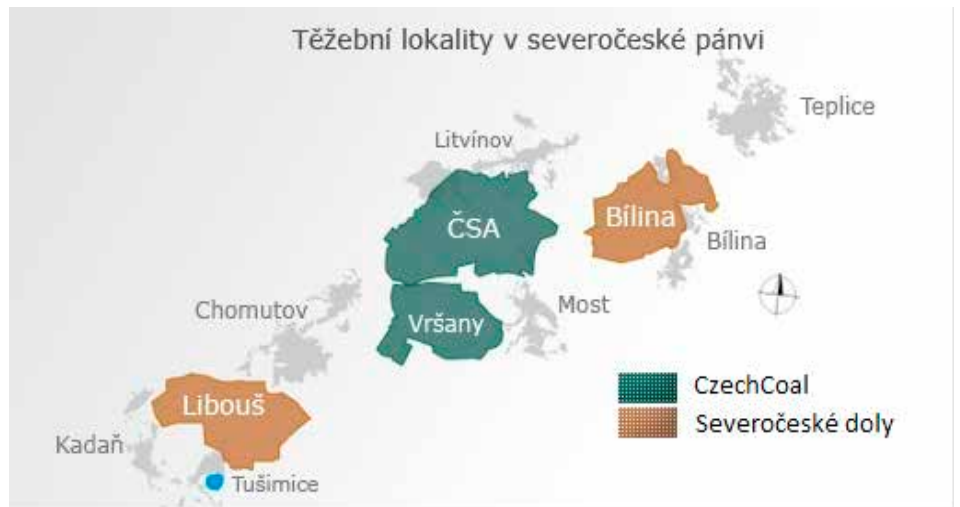 Těžební lokality v severočeské pánvi
Teplice
Litvínov
ČSA
Bílina
Bílina
Chomutov
Most
Vršany
CzechCoal
Libouš
Severočeské doly
Kadaň
Tušimice